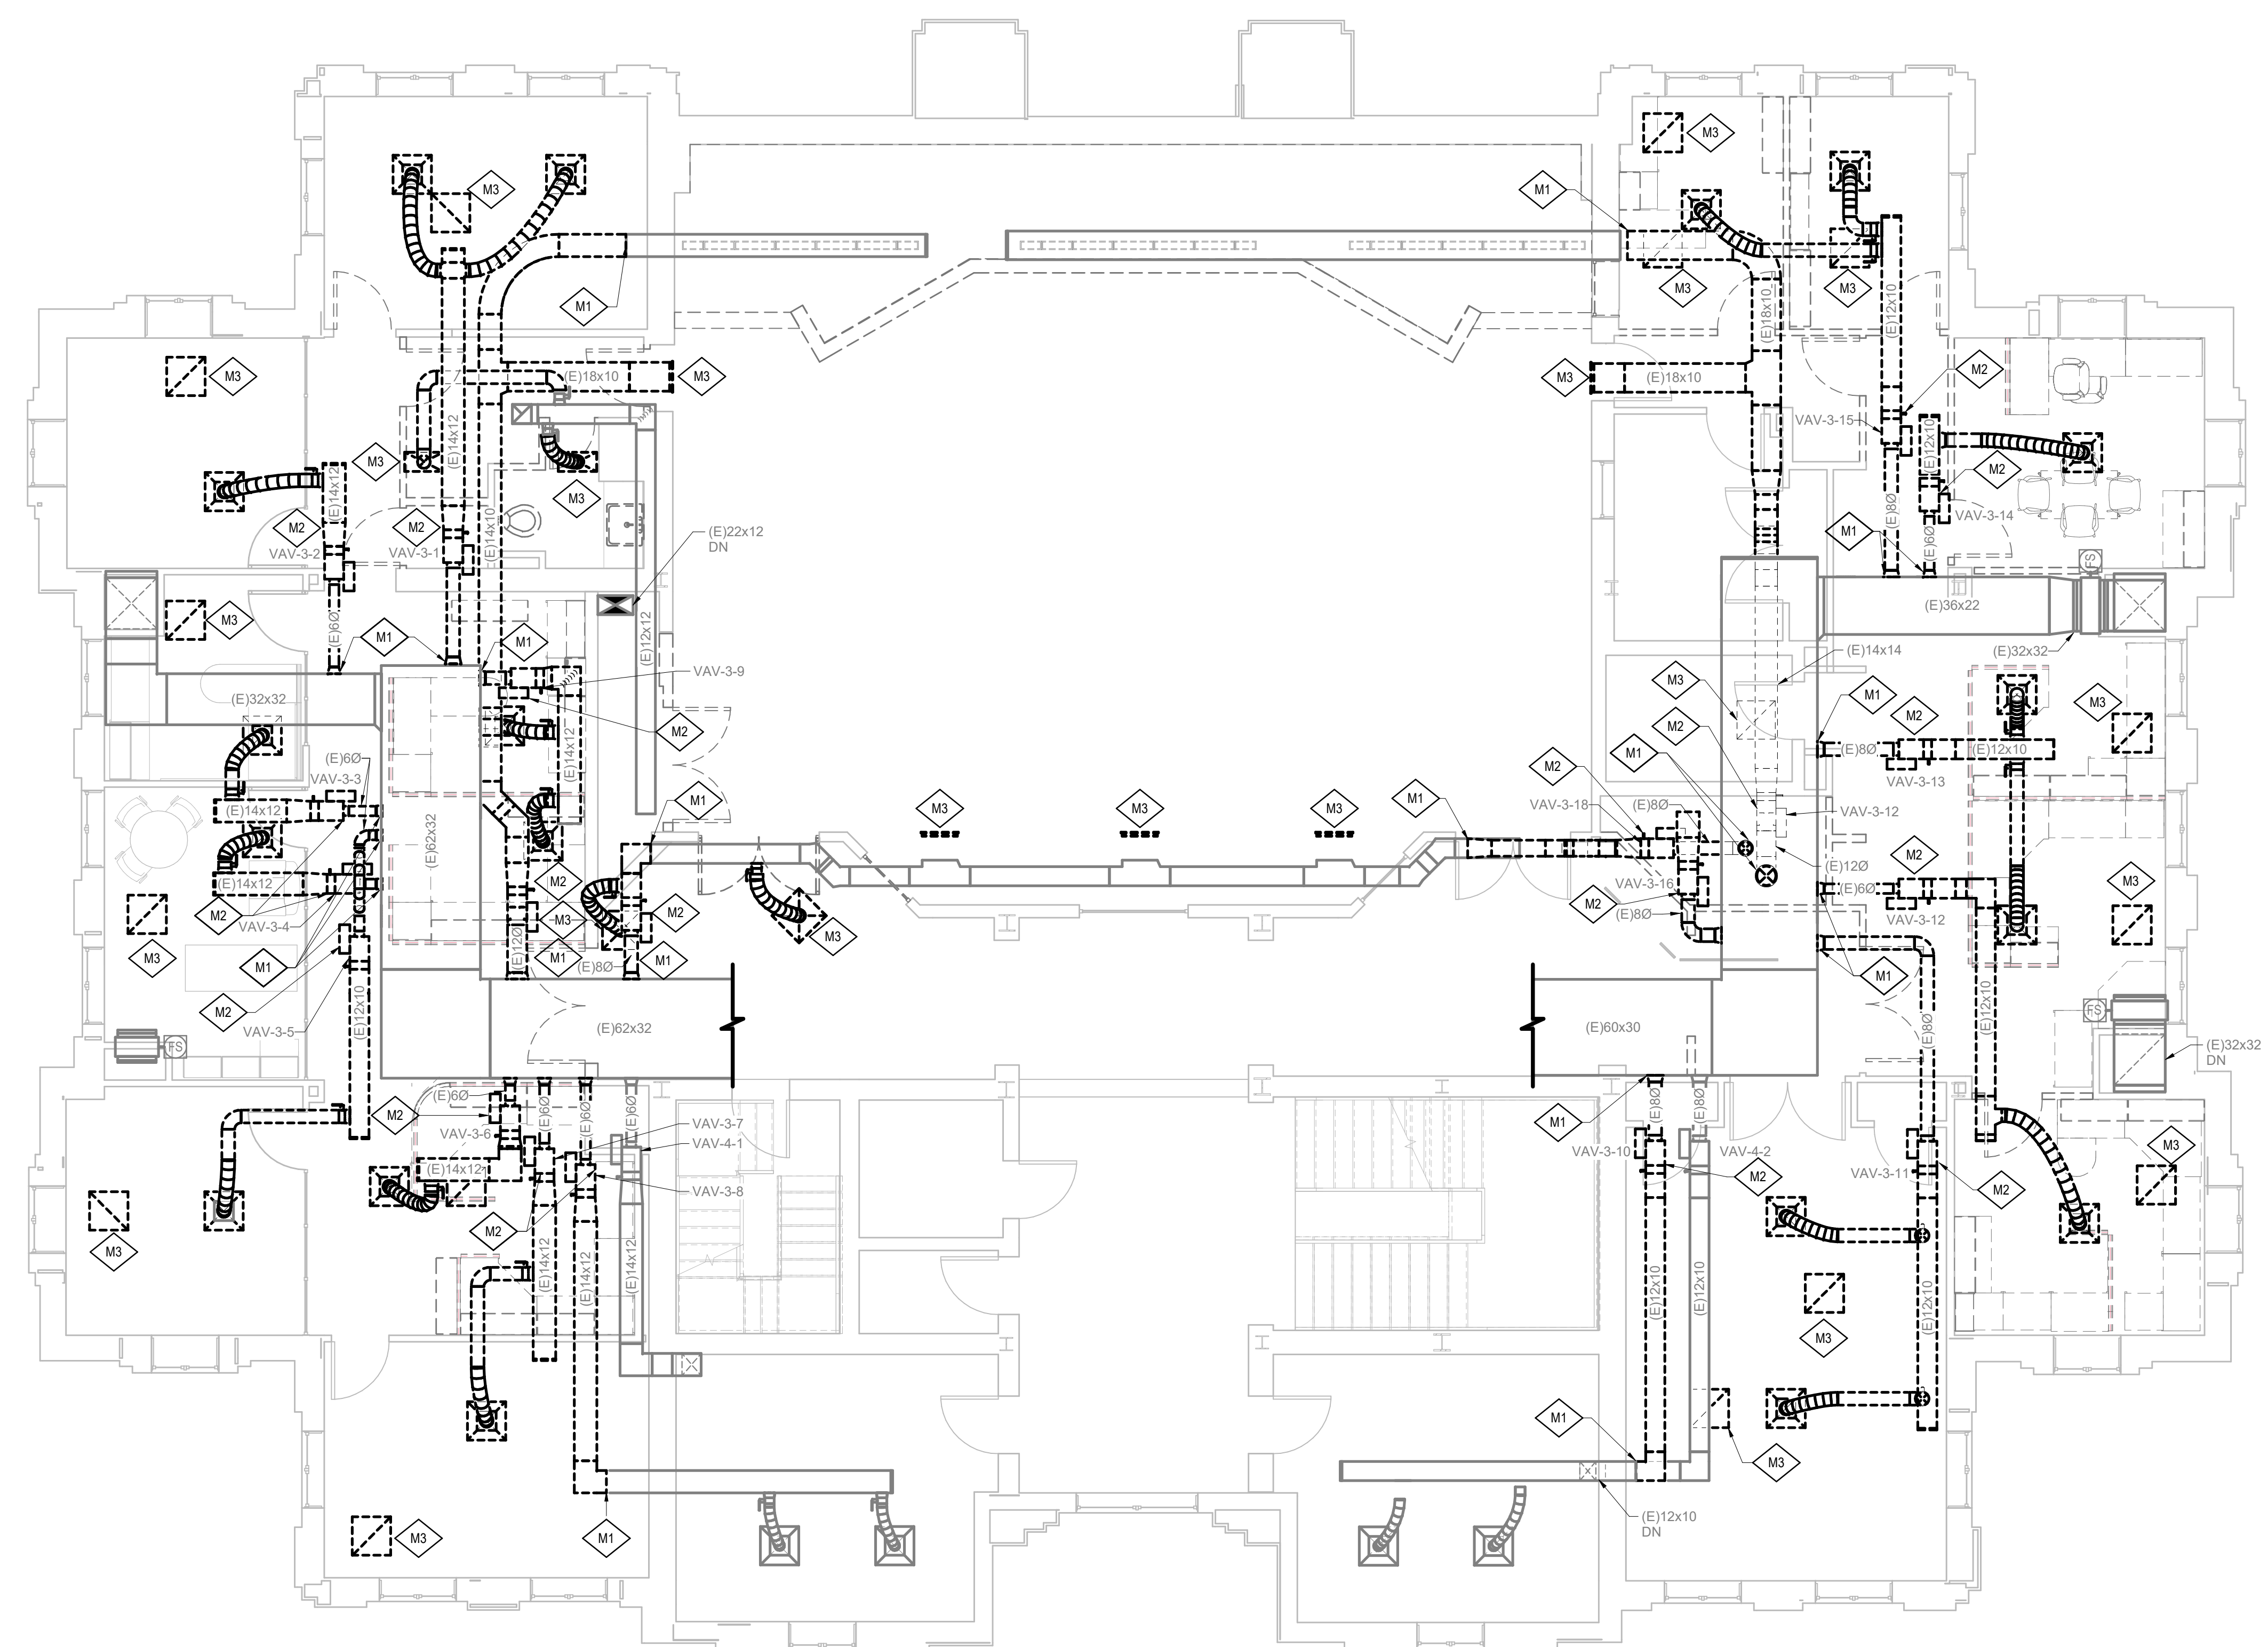 M3
M3
M1
M1
M3
M3
(E)18x10
(E)12x10
M3
(E)18x10
M3
M3
(E)18x10
M2
M3
(E)14x12
VAV-3-15
(E)12x10
M3
M2
(E)14x12
M3
(E)8Ø
VAV-3-14
M2
M2
VAV-3-2
VAV-3-1
(E)14x10
(E)22x12
DN
M1
(E)6Ø
FS
M3
(E)6Ø
M1
M1
(E)12x12
(E)36x22
(E)32x32
(E)14x14
VAV-3-9
M3
M1
M3
(E)32x32
M2
M2
M2
(E)14x12
M1
(E)8Ø
(E)12x10
(E)6Ø
VAV-3-3
M2
VAV-3-13
(E)14x12
M1
M3
M3
M3
M1
VAV-3-18
(E)8Ø
VAV-3-12
(E)62x32
M2
(E)12Ø
M2
(E)14x12
VAV-3-16
(E)6Ø
M3
M2
VAV-3-4
M3
M2
M2
(E)8Ø
VAV-3-12
M3
M3
M1
M1
(E)12Ø
(E)8Ø
M1
M1
M2
VAV-3-5
(E)12x10
(E)62x32
(E)60x30
(E)8Ø
(E)12x10
FS
FS
(E)32x32
DN
(E)6Ø
(E)6Ø
(E)6Ø
(E)6Ø
M2
VAV-3-6
VAV-3-7
VAV-4-1
M1
(E)8Ø
(E)8Ø
VAV-3-10
VAV-4-2
M2
VAV-3-11
M2
M3
(E)14x12
VAV-3-8
M2
M3
(E)14x12
(E)14x12
(E)14x12
(E)12x10
(E)12x10
(E)12x10
M3
M1
M3
M3
M1
(E)12x10
DN